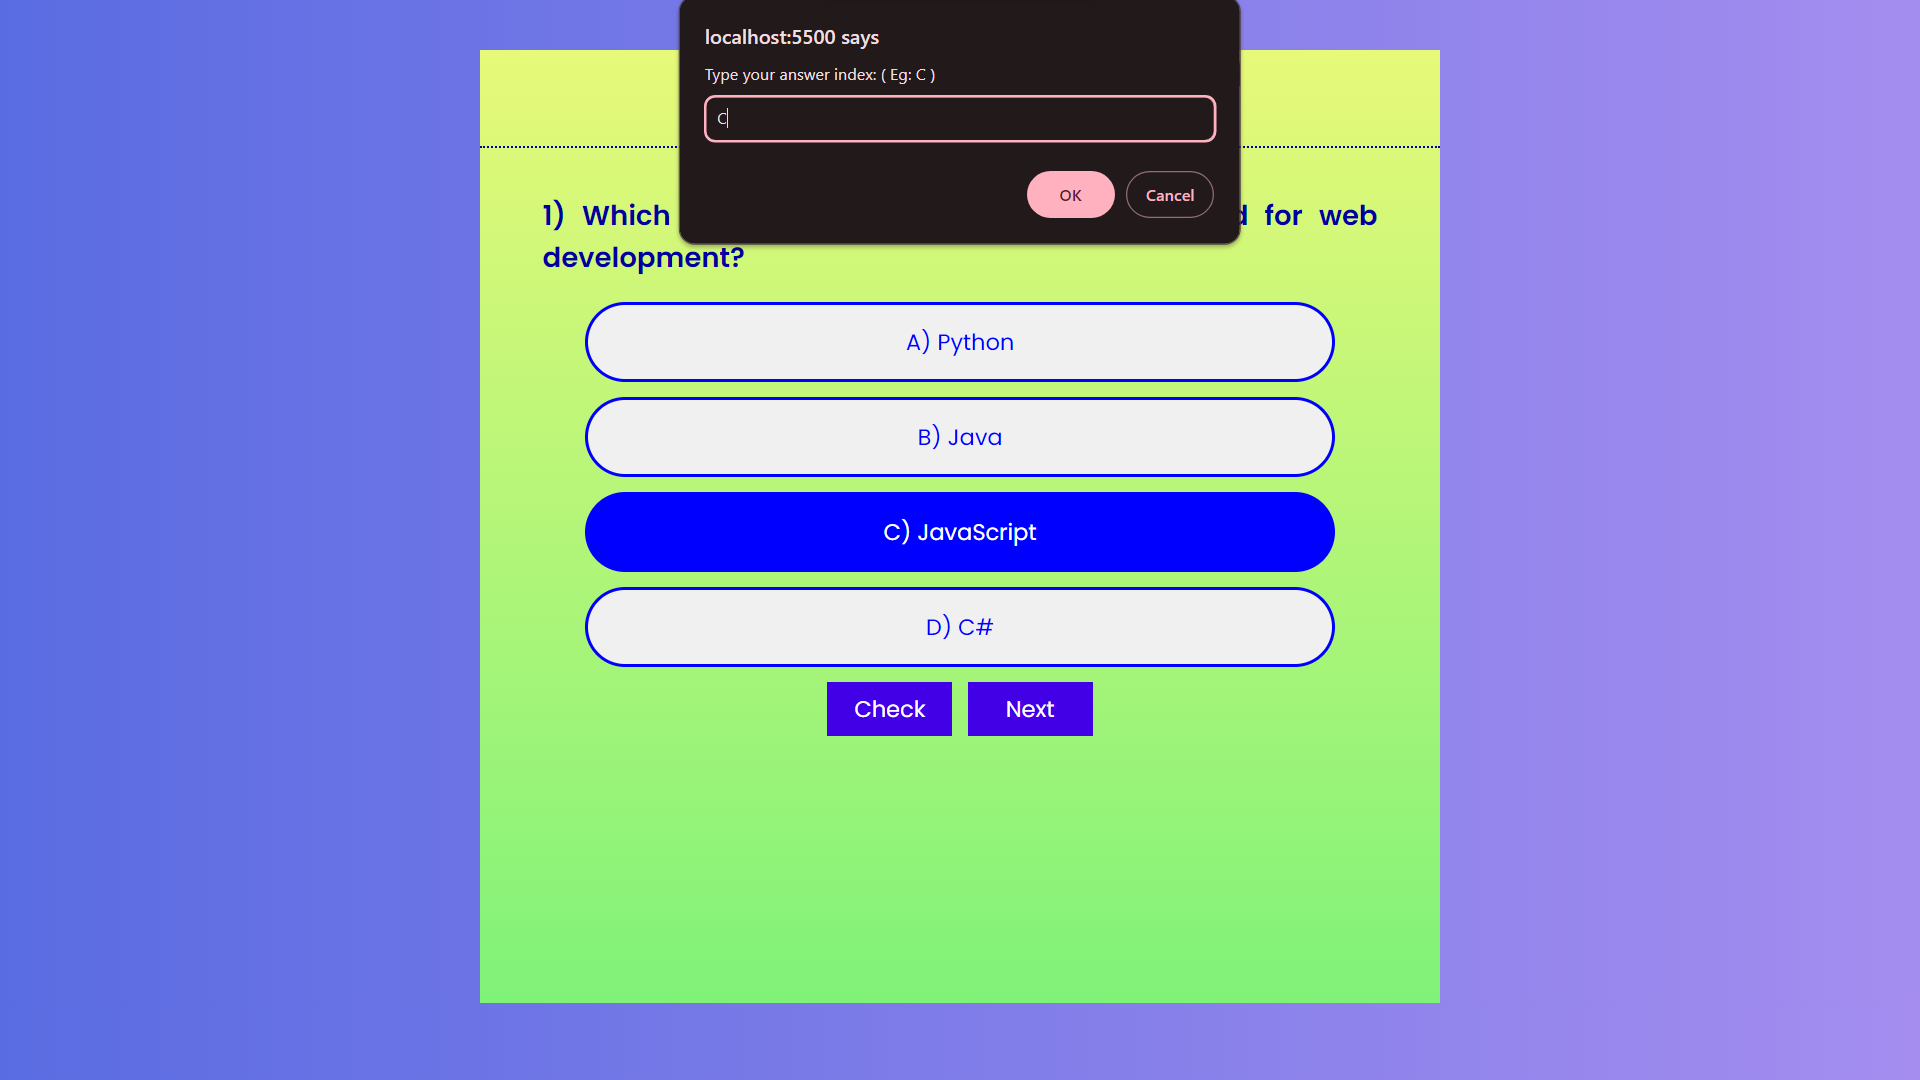 localhost:5500 says
Type your answer index: ( Eg: C )
C
OK Cancel
1) Which for web
development?
A) Python
B) Java
C) JavaScript
D) C#
Check Next